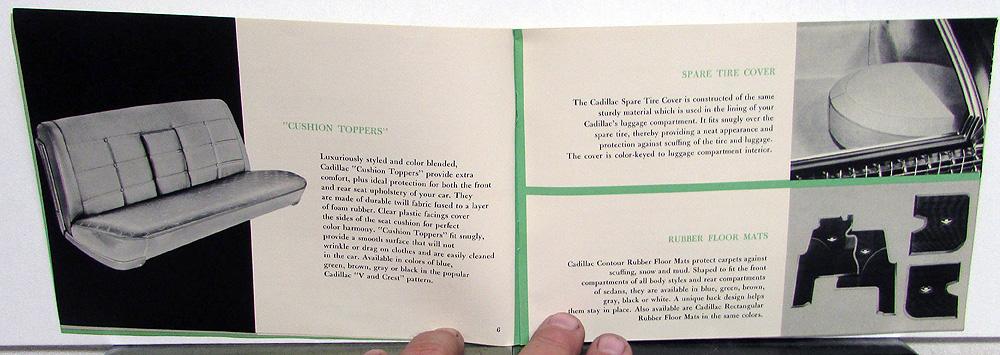 "CUSHION TOPPERS"
Luxuriously styled and color blended,
Cadillac "Cushion Toppers" provide extra
comfort, plus ideal protection for both the front
and rear seat upholstery of your car. They
are made of durable twill fabric fused to a layer
of foam rubber. Clear plastic facings cover
the sides of the seat cushion for perfect
color harmony. "Cushion Toppers" fit snugly,
provide a smooth surface that will not
wrinkle or drag on clothes and are easily cleaned
in the car. Available in colors of blue,
green, brown, gray or black in the popular
Cadillac "V and Crest" pattern.
6
SPARE TIRE COVER
The Cadillac Spare Tire Cover is constructed of the same
sturdy material which is used in the lining of your
Cadillac's luggage compartment. It fits snugly over the
spare tire, thereby providing a neat appearance and
protection against scuffing of the tire and luggage.
The cover is color-keyed to luggage compartment interior.
RUBBER FLOOR MATS
Cadillac Contour Rubber Floor Mats protect carpets against
scuffing, snow and mud. Shaped to fit the front
compartments of all body styles and rear compartments
of sedans, they are available in blue, green, brown,
gray, black or white. A unique back design helps
them stay in place. Also available are Cadillac Rectangular
Rubber Floor Mats in the same colors.